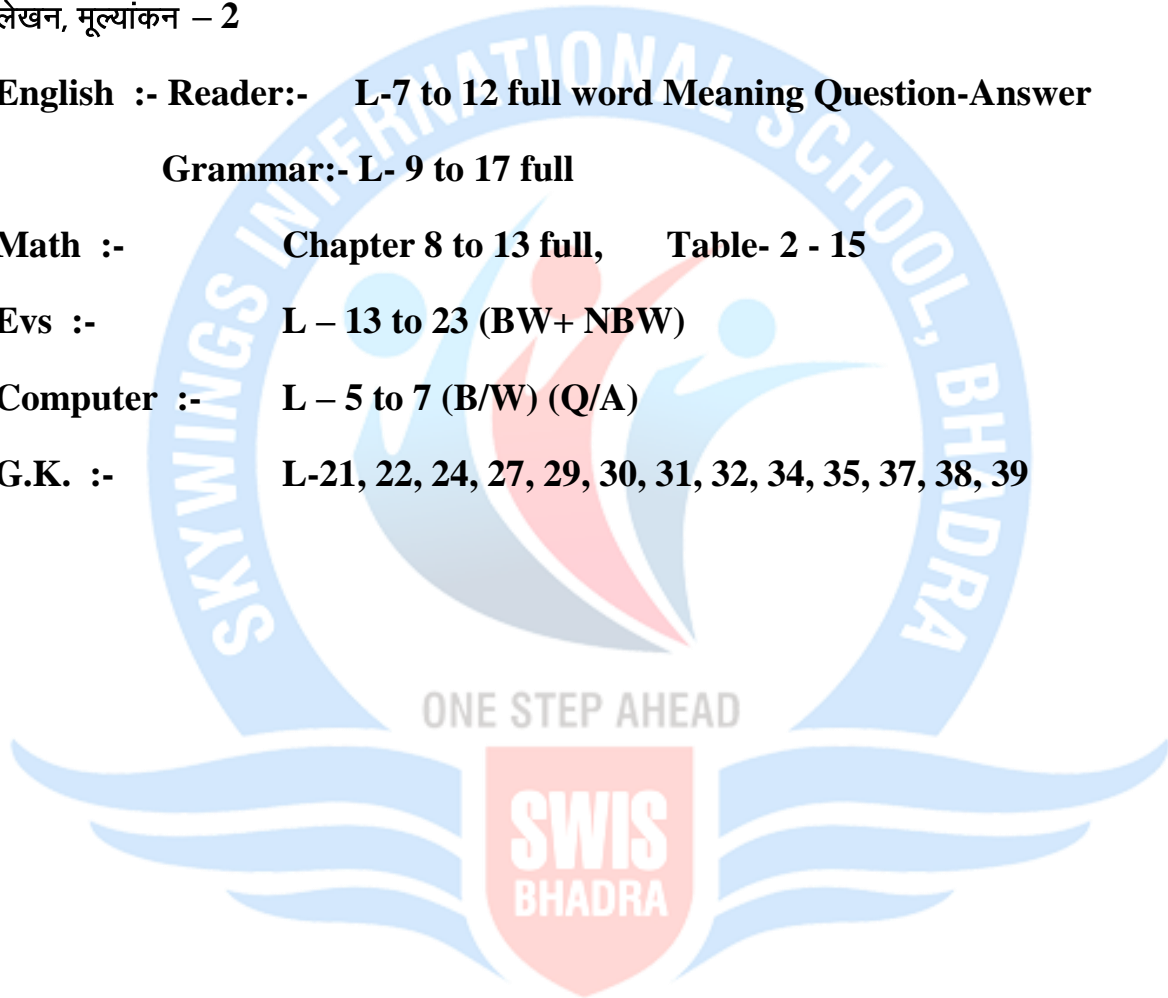 लेखन, मूल्यांकन – 2
English :- Reader:- L-7 to 12 full word Meaning Question-Answer
Grammar:- L- 9 to 17 full
Math :- Chapter 8 to 13 full, Table- 2 - 15
Evs :- L – 13 to 23 (BW+ NBW)
Computer :- L – 5 to 7 (B/W) (Q/A)
G.K. :- L-21, 22, 24, 27, 29, 30, 31, 32, 34, 35, 37, 38, 39
SKYWINGS INTERNATIONAL SCHOOL, BHADRA
ONE STEP AHEAD
SWIS
BHADRA